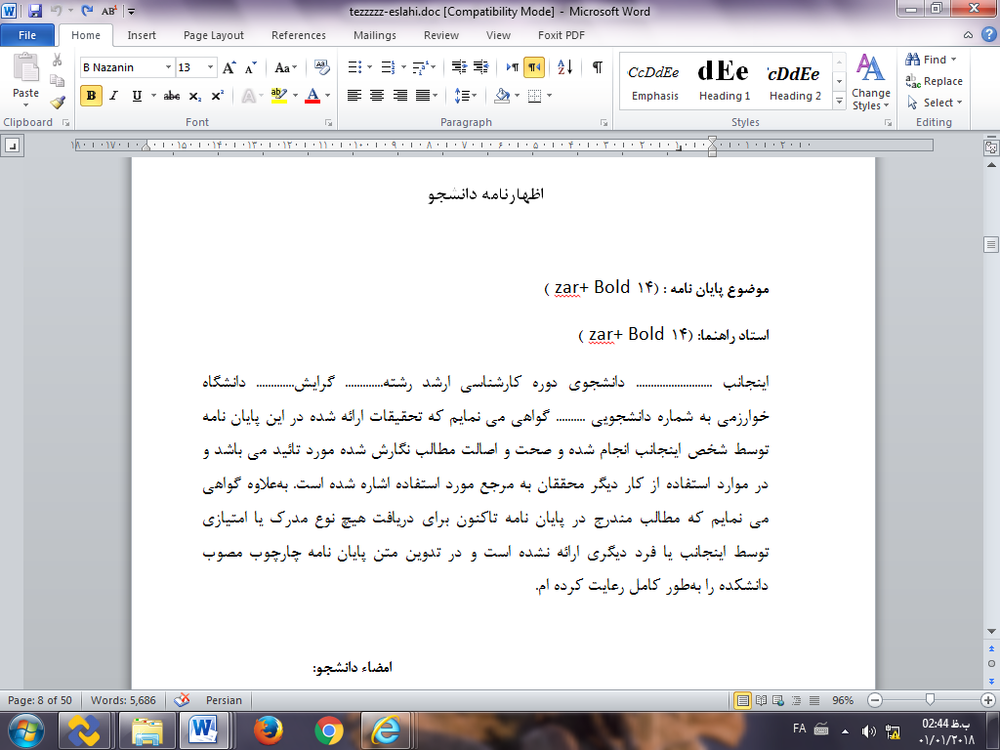 tezzzzz-eslahi.doc [Compatibility Mode] - Microsoft Word
File Home Insert Page Layout References Mailings Review View Foxit PDF
Paste
B Nazanin 13
CcDdEe dEe cDdEe
Emphasis Heading 1 Heading 2
Change Styles
Find
Replace
Select
Clipboard Font Paragraph Styles Editing
اظهارنامه دانشجو
موضوع پایان نامه : (۱۴ zar+ Bold )
استاد راهنما: (۱۴ zar+ Bold )
اینجانب .......................... دانشجوی دوره کارشناسی ارشد رشته............. گرایش............. دانشگاه
خوارزمی به شماره دانشجویی .......... گواهی می نمایم که تحقیقات ارائه شده در این پایان نامه
توسط شخص اینجانب انجام شده و صحت و اصالت مطالب نگارش شده مورد تائید می باشد و
در موارد استفاده از کار دیگر محققان به مرجع مورد استفاده اشاره شده است. به‌علاوه گواهی
می نمایم که مطالب مندرج در پایان نامه تاکنون برای دریافت هیچ نوع مدرک یا امتیازی
توسط اینجانب یا فرد دیگری ارائه نشده است و در تدوین متن پایان نامه چارچوب مصوب
دانشکده را به‌طور کامل رعایت کرده ام.
امضاء دانشجو:
Page: 8 of 50 Words: 5,686 Persian 96%
FA
02:44 ب.ظ
۰۱/۰۱/۲۰۱۸